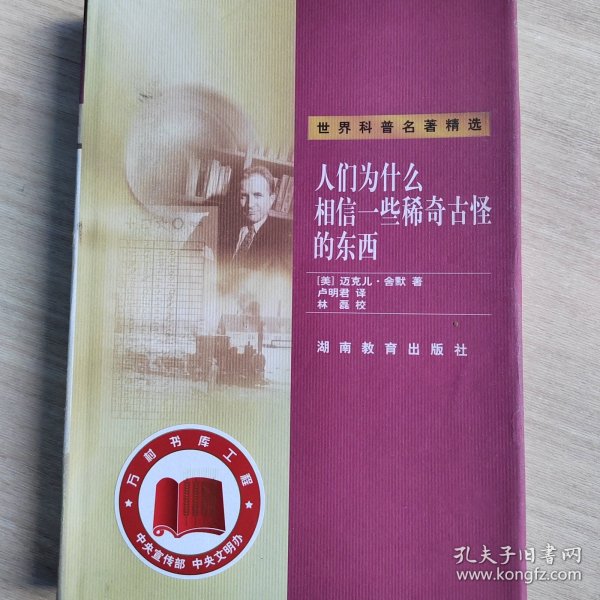 世界科普名著精选
人们为什么
相信一些稀奇古怪
的东西
[美] 迈克儿·舍默 著
卢明君 译
林 磊 校
湖南教育出版社
万村书库工程
中央宣传部 中央文明办
孔夫子旧书网
www.kongfz.com